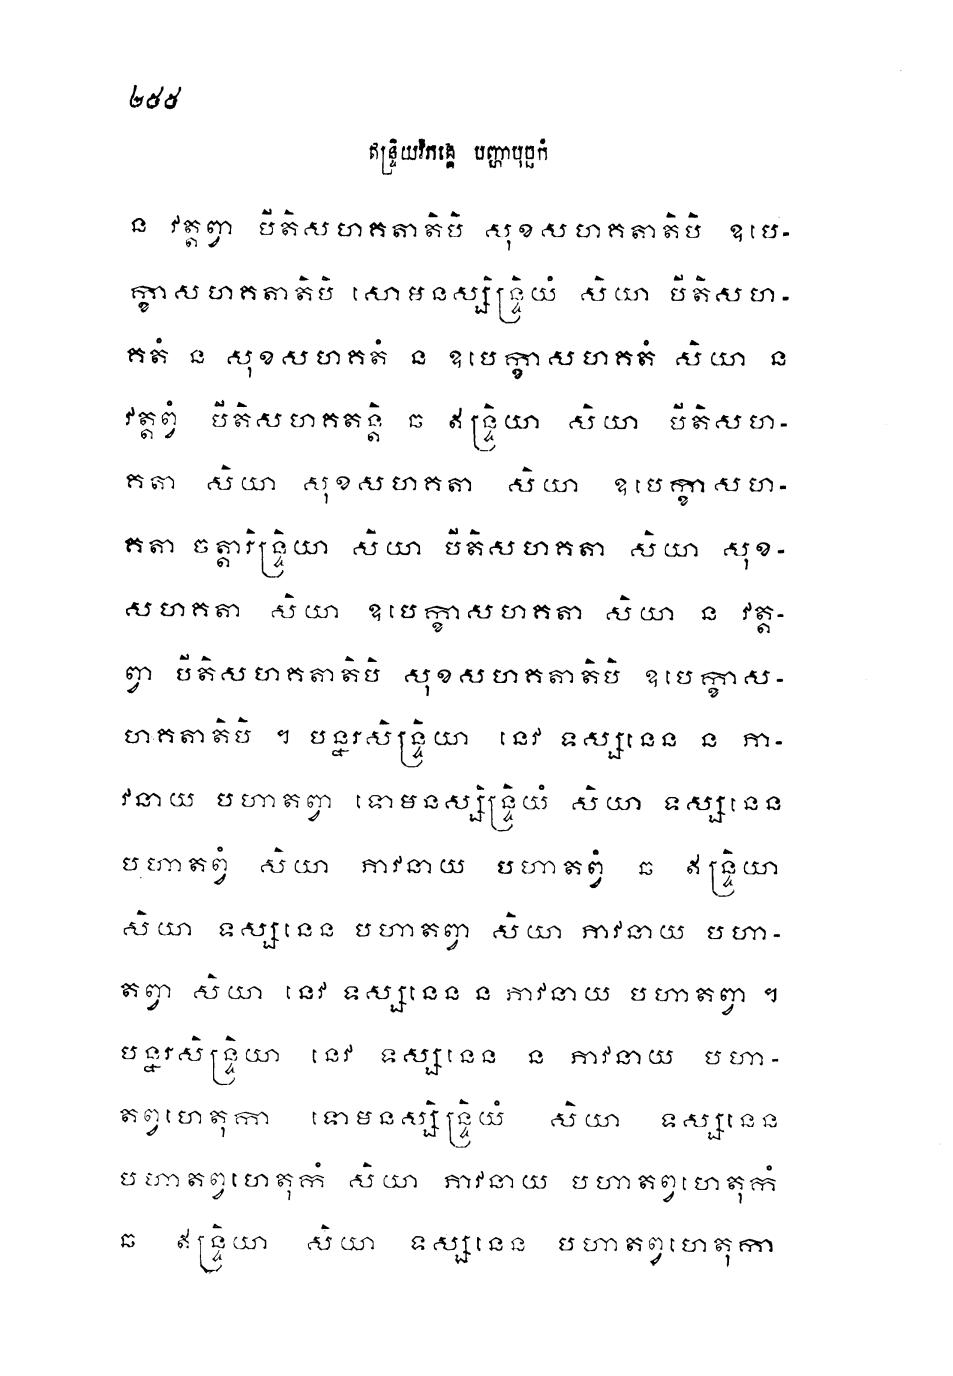 ២៥៥
ឥន្ទ្រិយវិភង្គេ បញ្ហាបុច្ឆកំ
ន វត្តព្វា បីតិសហគតាតិបិ សុខសហគតាតិបិ ឧបេ-
ក្ខាសហគតាតិបិ សោមនស្សិន្ទ្រិយំ សិយា បីតិសហ-
គតំ ន សុខសហគតំ ន ឧបេក្ខាសហគតំ សិយា ន
វត្តព្វំ បីតិសហគតន្តិ ឆ ឥន្ទ្រិយា សិយា បីតិសហ-
គតា សិយា សុខសហគតា សិយា ឧបេក្ខាសហ-
គតា ចត្តារិន្ទ្រិយា សិយា បីតិសហគតា សិយា សុខ-
សហគតា សិយា ឧបេក្ខាសហគតា សិយា ន វត្ត-
ព្វា បីតិសហគតាតិបិ សុខសហគតាតិបិ ឧបេក្ខាស-
ហគតាតិបិ ។ បន្នរសិន្ទ្រិយា នេវ ទស្សនេន ន ភា-
វនាយ បហាតព្វា ទោមនស្សិន្ទ្រិយំ សិយា ទស្សនេន
បហាតព្វំ សិយា ភាវនាយ បហាតព្វំ ឆ ឥន្ទ្រិយា
សិយា ទស្សនេន បហាតព្វា សិយា ភាវនាយ បហា-
តព្វា សិយា នេវ ទស្សនេន ន ភាវនាយ បហាតព្វា ។
បន្នរសិន្ទ្រិយា នេវ ទស្សនេន ន ភាវនាយ បហា-
តព្វហេតុកា ទោមនស្សិន្ទ្រិយំ សិយា ទស្សនេន
បហាតព្វហេតុកំ សិយា ភាវនាយ បហាតព្វហេតុកំ
ឆ ឥន្ទ្រិយា សិយា ទស្សនេន បហាតព្វហេតុកា